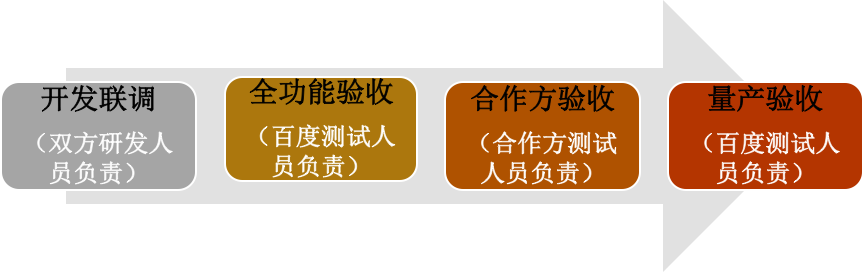 开发联调
（双方研发人
员负责）
全功能验收
（百度测试人
员负责）
合作方验收
（合作方测试
人员负责）
量产验收
（百度测试人
员负责）